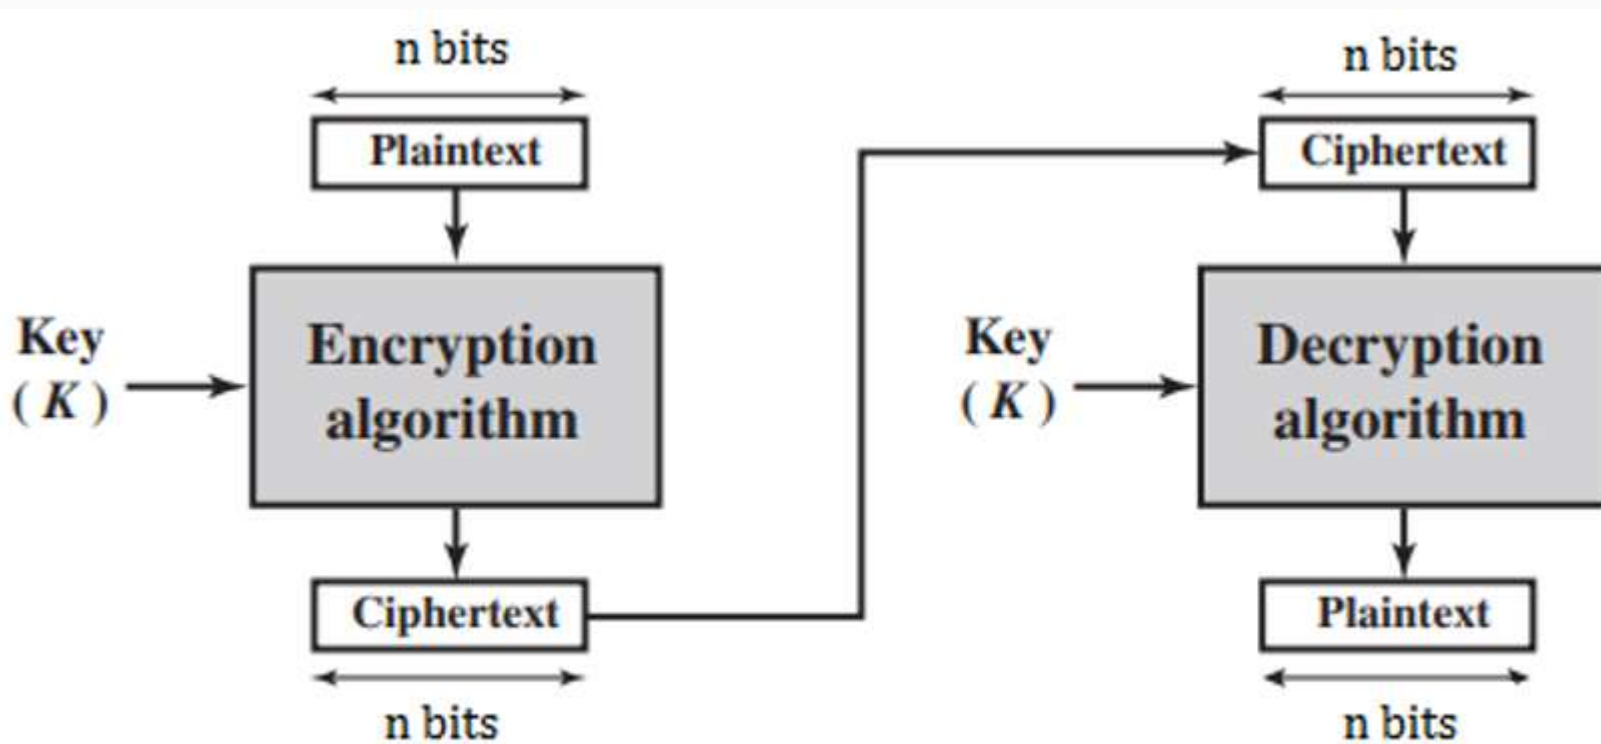 n bits
Plaintext
Key
( K )
Encryption
algorithm
Ciphertext
n bits
n bits
Ciphertext
Key
( K )
Decryption
algorithm
Plaintext
n bits